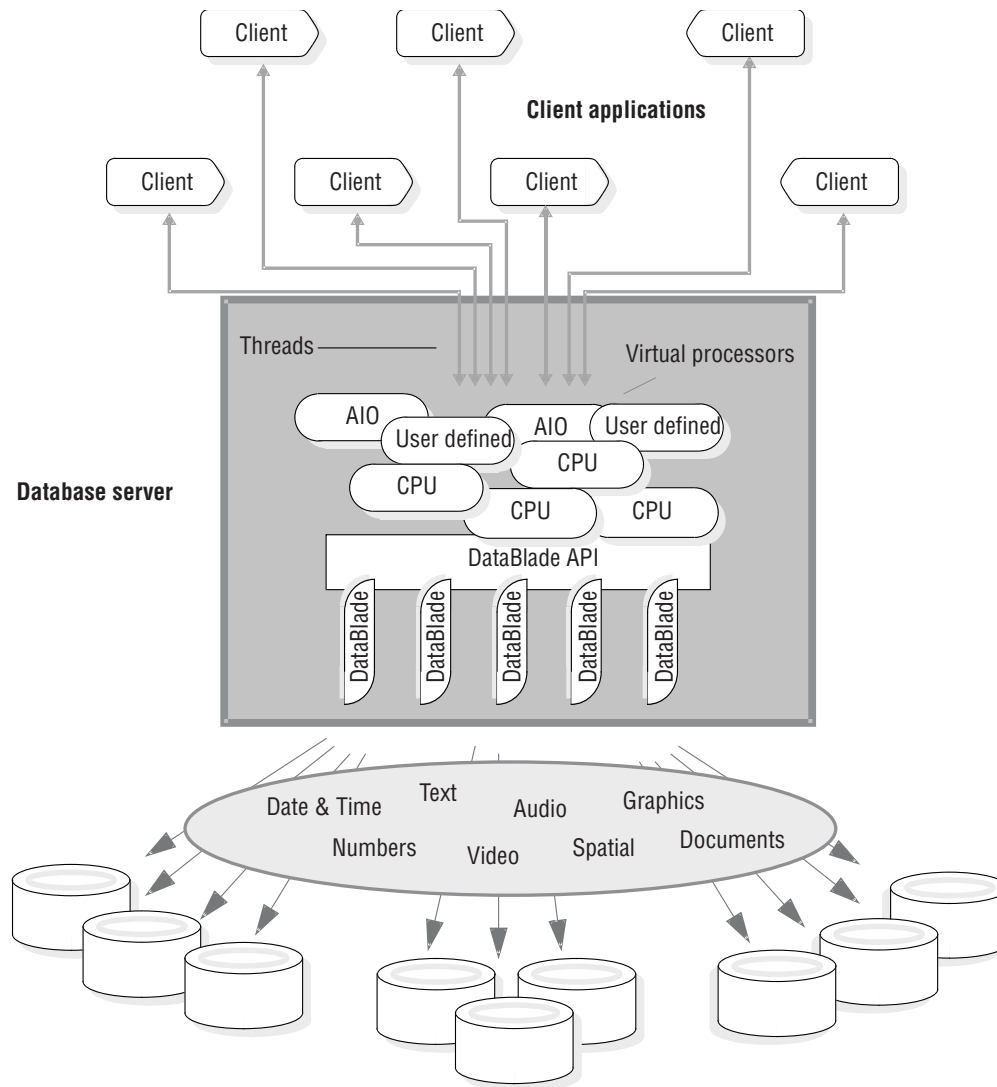 Client
Client
Client
Client applications
Client
Client
Client
Client
Threads
Virtual processors
AIO
User defined
AIO
User defined
CPU
CPU
Database server
CPU
CPU
DataBlade API
DataBlade
DataBlade
DataBlade
DataBlade
DataBlade
Date & Time
Text
Audio
Graphics
Numbers
Video
Spatial
Documents